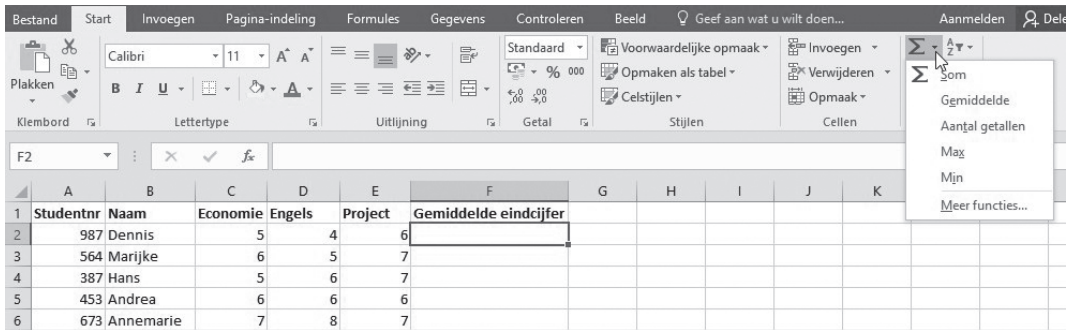 Bestand Start Invoegen Pagina-indeling Formules Gegevens Controleren Beeld Geef aan wat u wilt doen... Aanmelden Dele
Calibri 11 A A Standaard Voorwaardelijke opmaak Invoegen Σ A Z
Plakken B I U A % 000 Opmaken als tabel Verwijderen
,00 →,0 Celstijlen Opmaak
Klembord Lettertype Uitlijning Getal Stijlen Cellen
Σ Som
Gemiddelde
Aantal getallen
Max
Min
Meer functies...
F2 fx
A B C D E F G H I J K
1 Studentnr Naam Economie Engels Project Gemiddelde eindcijfer
2 987 Dennis 5 4 6
3 564 Marijke 6 5 7
4 387 Hans 5 6 7
5 453 Andrea 6 6 6
6 673 Annemarie 7 8 7